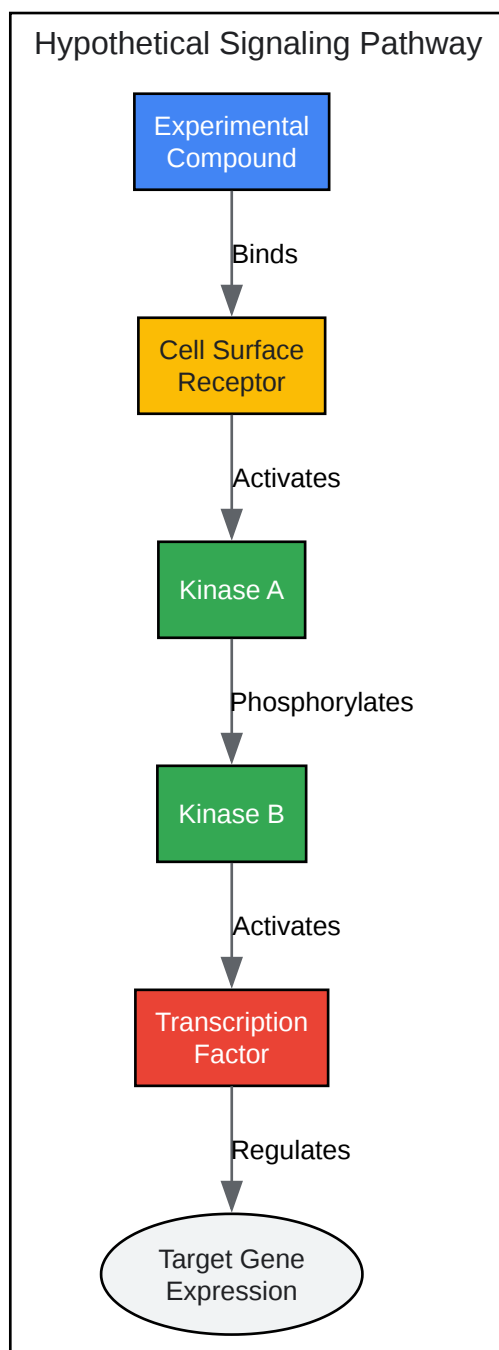 Hypothetical Signaling Pathway
Experimental
Compound
Binds
Cell Surface
Receptor
Activates
Kinase A
Phosphorylates
Kinase B
Activates
Transcription
Factor
Regulates
Target Gene
Expression